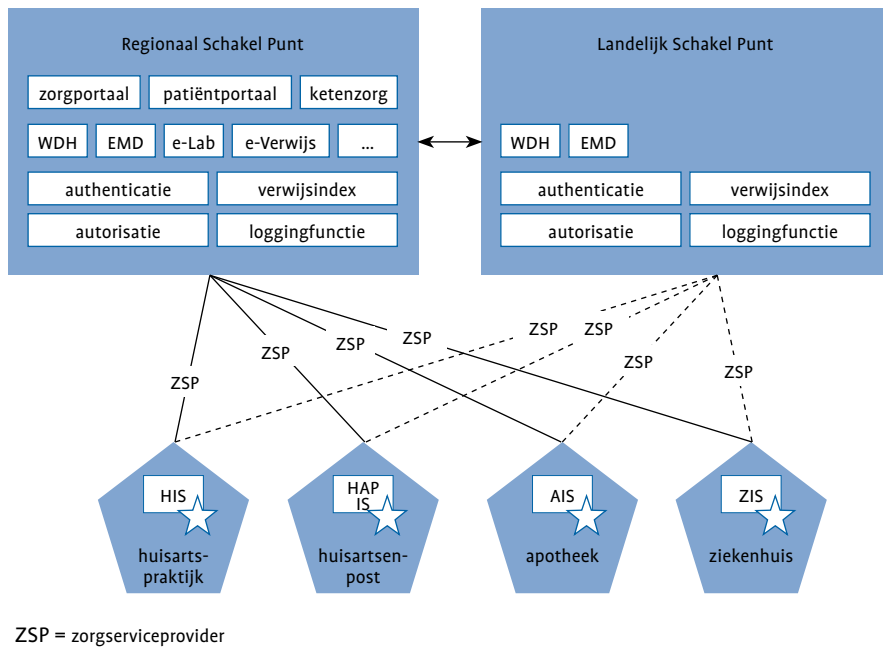 Regionaal Schakel Punt
zorgportaal
patiëntportaal
ketenzorg
WDH
EMD
e-Lab
e-Verwijs
...
authenticatie
verwijsindex
autorisatie
loggingfunctie
Landelijk Schakel Punt
WDH
EMD
authenticatie
verwijsindex
autorisatie
loggingfunctie
ZSP
ZSP
ZSP
ZSP
ZSP
ZSP
ZSP
ZSP
HIS
huisarts-
praktijk
HAP
IS
huisartsen-
post
AIS
apotheek
ZIS
ziekenhuis
ZSP = zorgserviceprovider